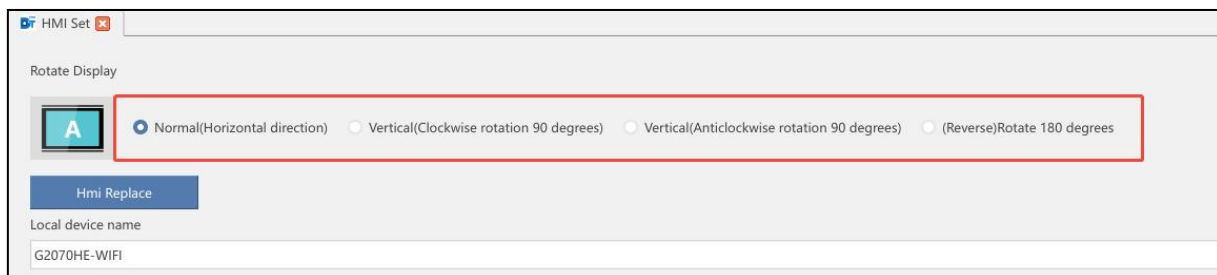 DT HMI Set
Rotate Display
A Normal(Horizontal direction) Vertical(Clockwise rotation 90 degrees) Vertical(Anticlockwise rotation 90 degrees) (Reverse)Rotate 180 degrees
Hmi Replace
Local device name
G2070HE-WIFI